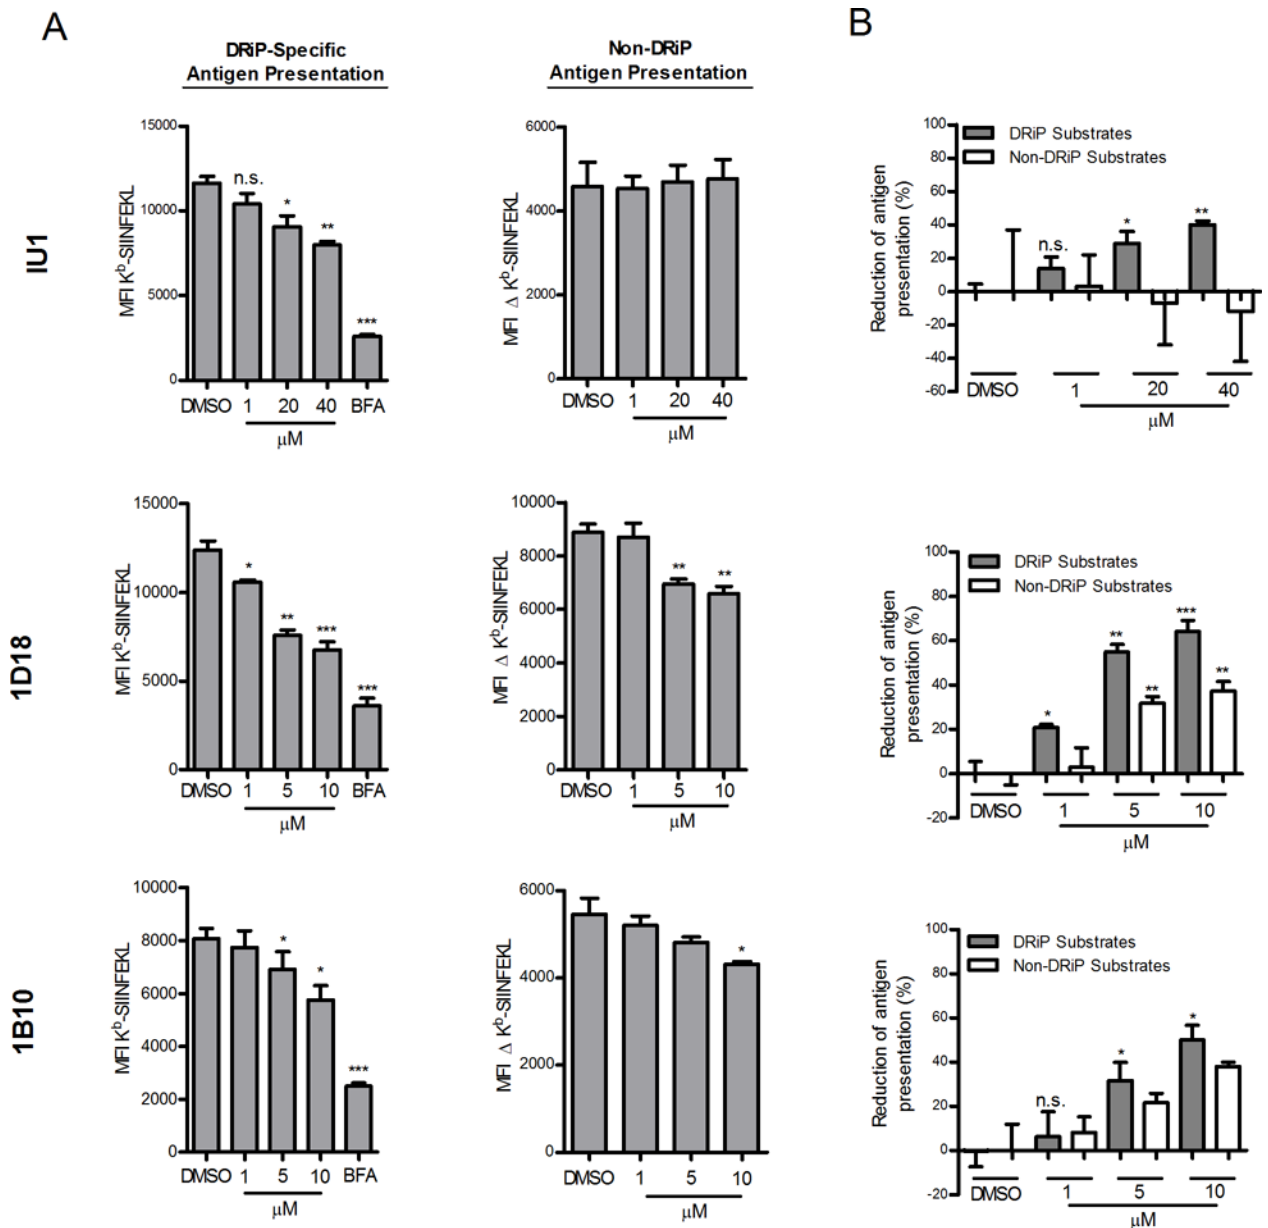 A
B
DRiP-Specific
Antigen Presentation
Non-DRiP
Antigen Presentation
IU1
MFI Kᵇ-SIINFEKL
15000
10000
5000
0
n.s.
*
**
***
DMSO 1 20 40 BFA
μM
MFI Δ Kᵇ-SIINFEKL
6000
4000
2000
0
DMSO 1 20 40
μM
Reduction of antigen
presentation (%)
100
80
60
40
20
0
-20
-40
-60
DRiP Substrates
Non-DRiP Substrates
n.s.
*
**
DMSO 1 20 40
μM
1D18
MFI Kᵇ-SIINFEKL
15000
10000
5000
0
*
**
***
***
DMSO 1 5 10 BFA
μM
MFI Δ Kᵇ-SIINFEKL
10000
8000
6000
4000
2000
0
**
**
DMSO 1 5 10
μM
Reduction of antigen
presentation (%)
100
80
60
40
20
0
-20
DRiP Substrates
Non-DRiP Substrates
*
**
**
***
**
DMSO 1 5 10
μM
1B10
MFI Kᵇ-SIINFEKL
10000
8000
6000
4000
2000
0
*
*
***
DMSO 1 5 10 BFA
μM
MFI Δ Kᵇ-SIINFEKL
6000
4000
2000
0
*
DMSO 1 5 10
μM
Reduction of antigen
presentation (%)
100
80
60
40
20
0
-20
DRiP Substrates
Non-DRiP Substrates
n.s.
*
*
DMSO 1 5 10
μM